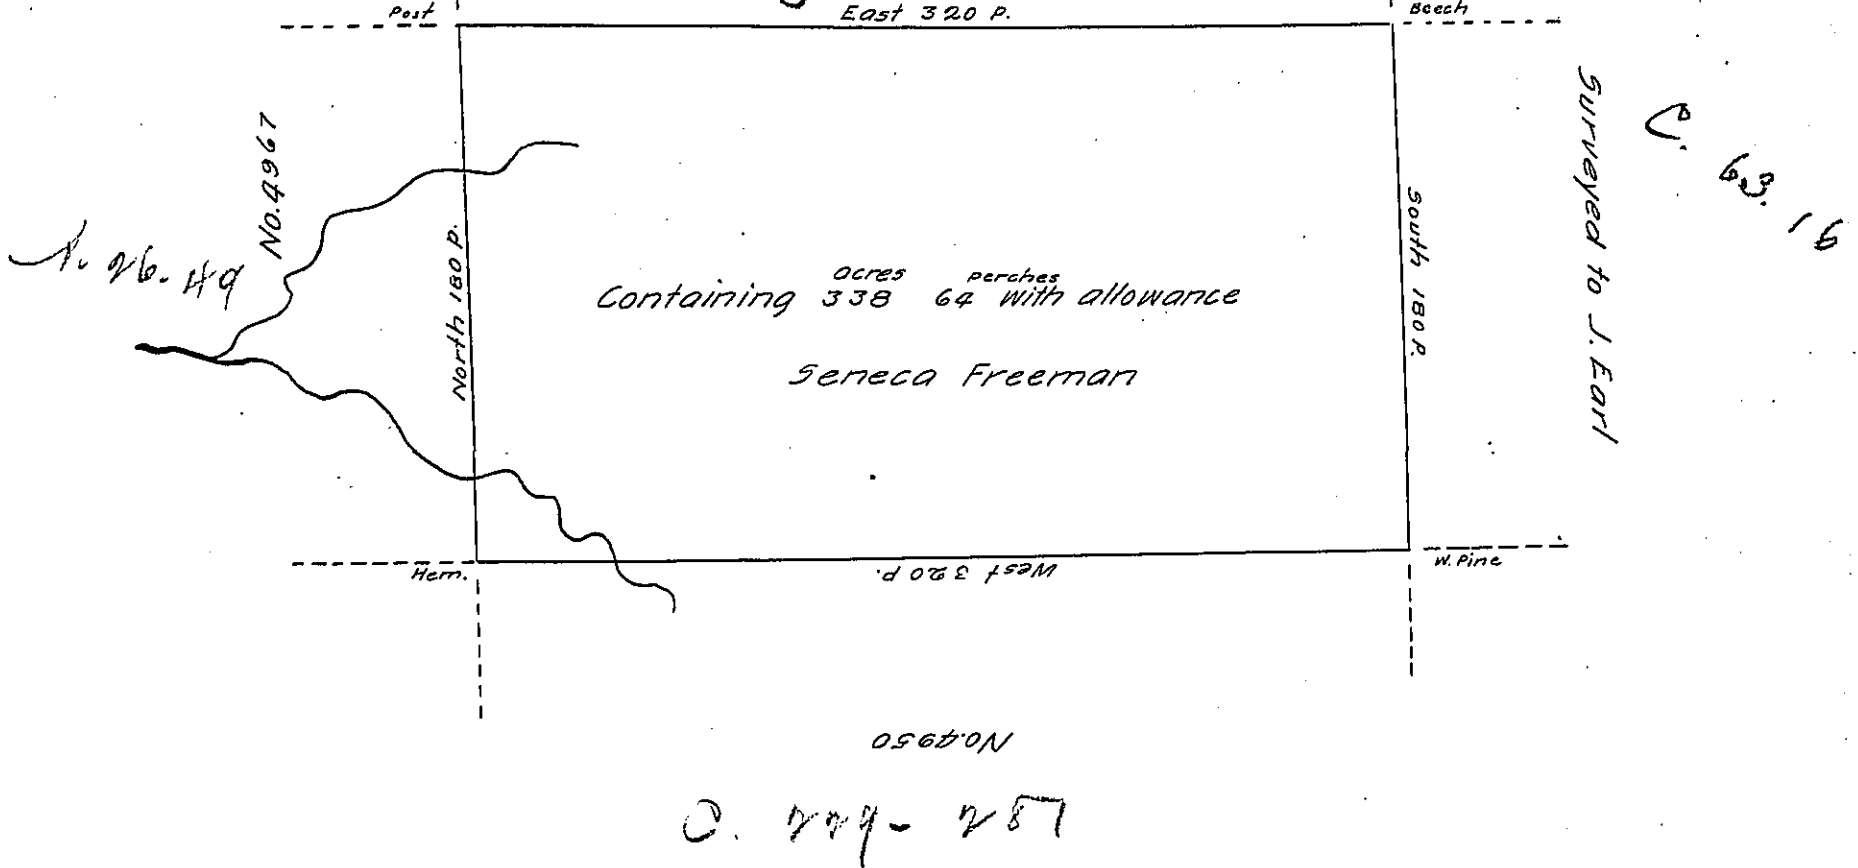 Post
East 320 P.
Beech
No. 4967
North 180 P.
acres perches
Containing 338 64 with allowance
Seneca Freeman
South 180 P.
Surveyed to J. Earl
C. 63. 16
Hem.
West 320 P.
W. Pine
No. 4950